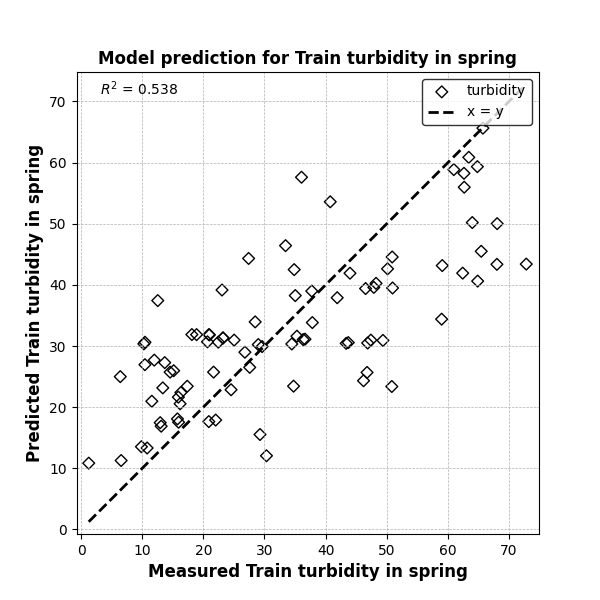 Model prediction for Train turbidity in spring
R² = 0.538
turbidity
x = y
Predicted Train turbidity in spring
70
60
50
40
30
20
10
0
0 10 20 30 40 50 60 70
Measured Train turbidity in spring